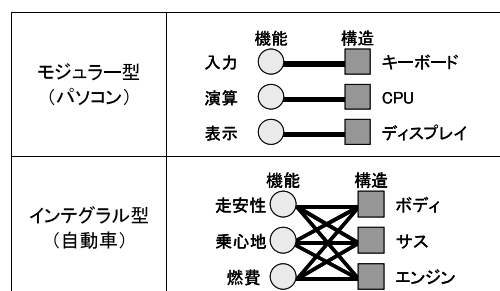 モジュラー型
（パソコン）
機能 構造
入力 キーボード
演算 CPU
表示 ディスプレイ
インテグラル型
（自動車）
機能 構造
走安性 ボディ
乗心地 サス
燃費 エンジン